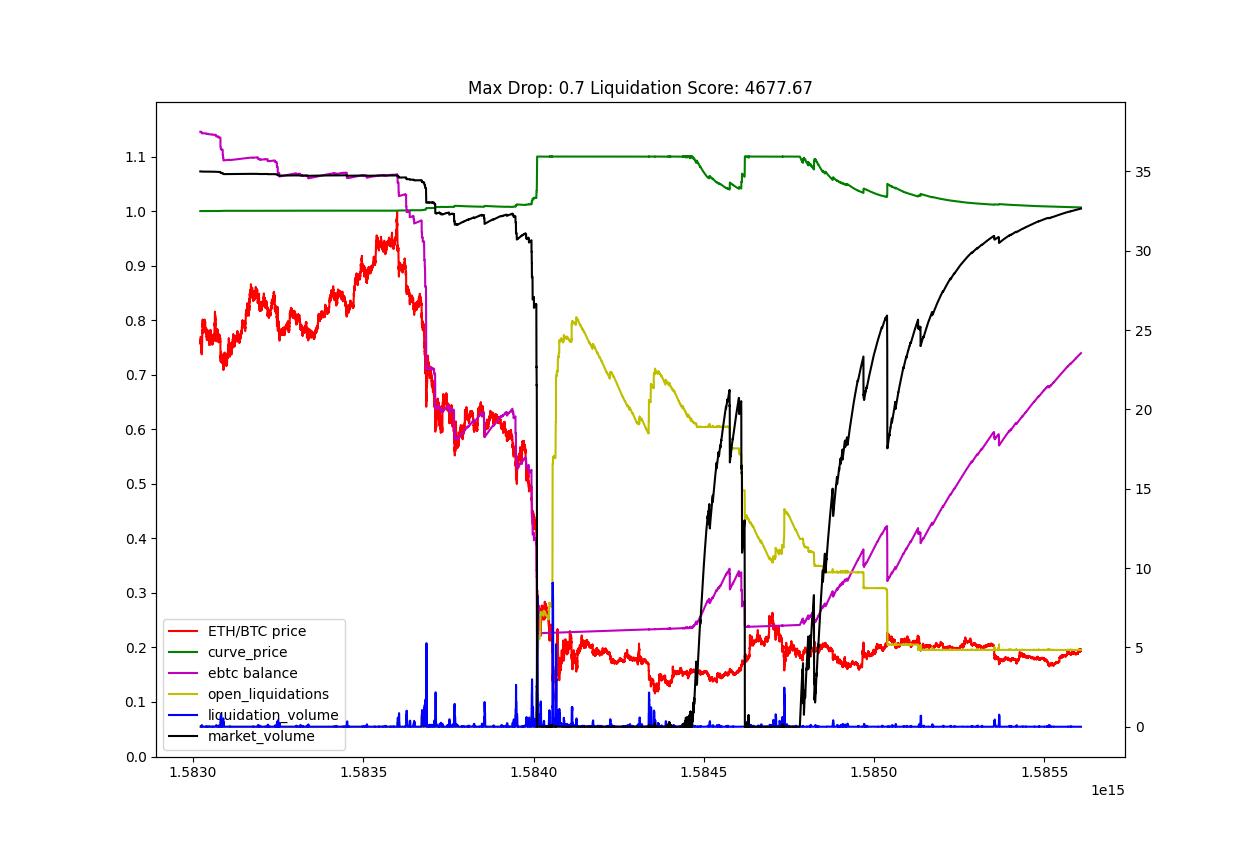 Max Drop: 0.7 Liquidation Score: 4677.67
1.1
1.0
0.9
0.8
0.7
0.6
0.5
0.4
0.3
0.2
0.1
0.0
35
30
25
20
15
10
5
0
ETH/BTC price
curve_price
ebtc balance
open_liquidations
liquidation_volume
market_volume
1.5830 1.5835 1.5840 1.5845 1.5850 1.5855
1e15